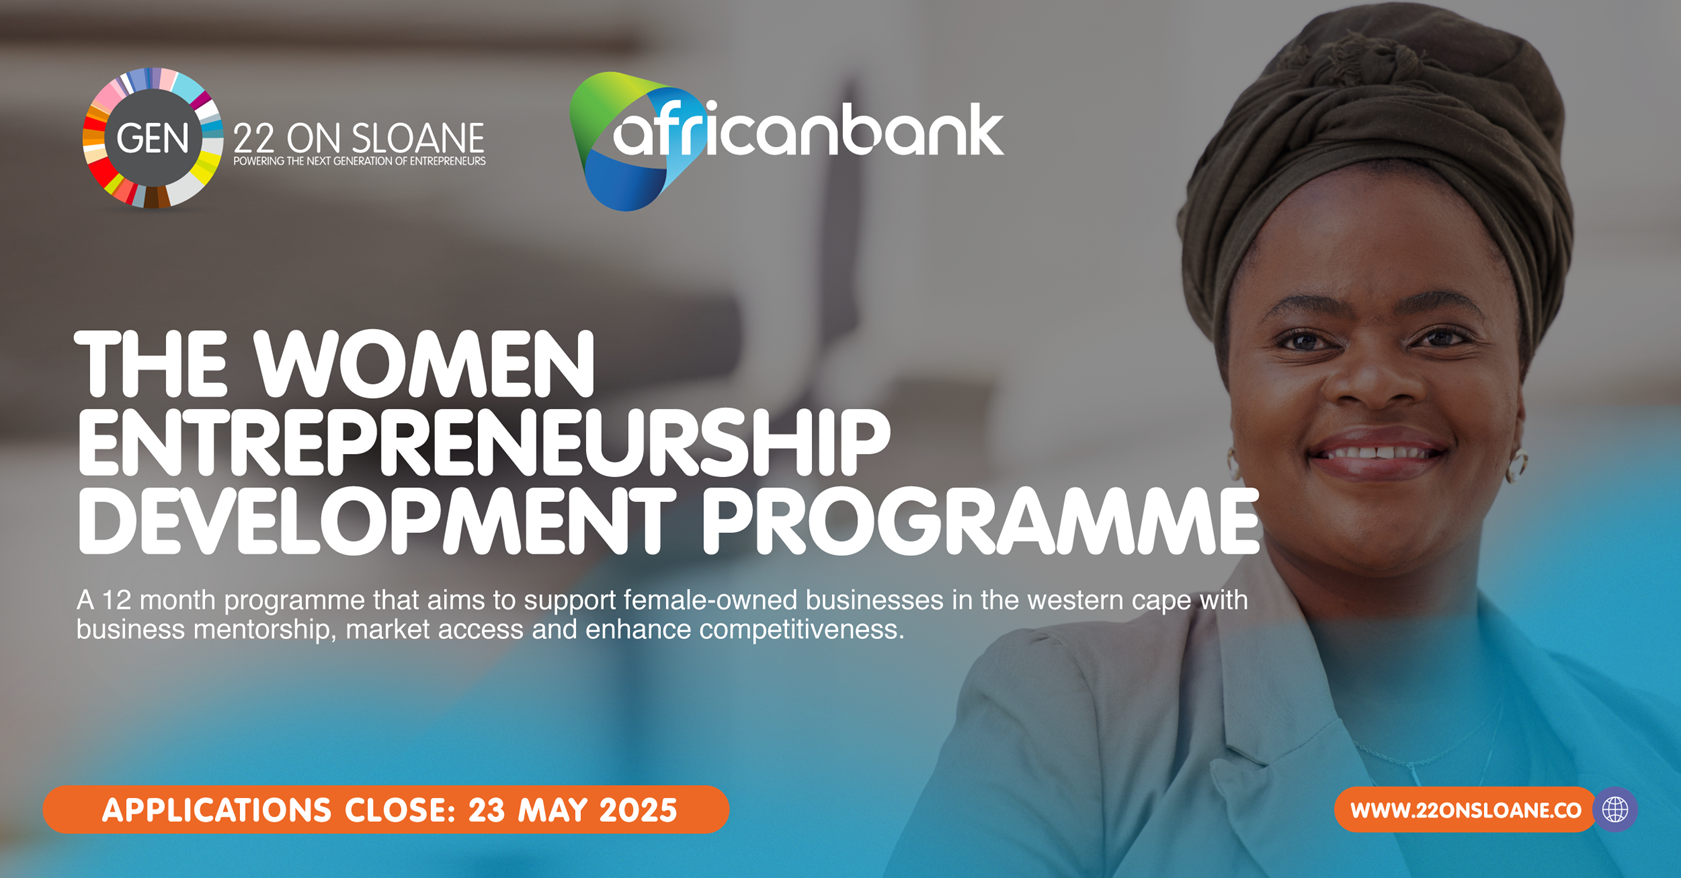 GEN
22 ON SLOANE
POWERING THE NEXT GENERATION OF ENTREPRENEURS
africanbank
THE WOMEN
ENTREPRENEURSHIP
DEVELOPMENT PROGRAMME
A 12 month programme that aims to support female-owned businesses in the western cape with
business mentorship, market access and enhance competitiveness.
APPLICATIONS CLOSE: 23 MAY 2025
WWW.22ONSLOANE.CO